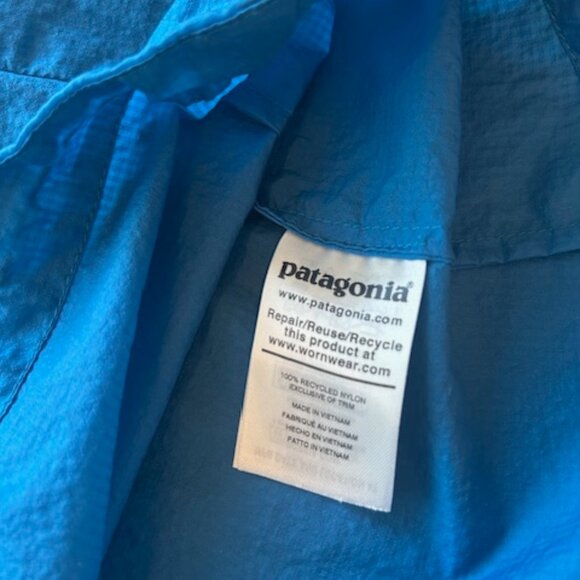 patagonia®
www.patagonia.com
Repair/Reuse/Recycle
this product at
www.wornwear.com
100% RECYCLED NYLON
EXCLUSIVE OF TRIM
MADE IN VIETNAM
FABRIQUÉ AU VIETNAM
HECHO EN VIETNAM
FATTO IN VIETNAM